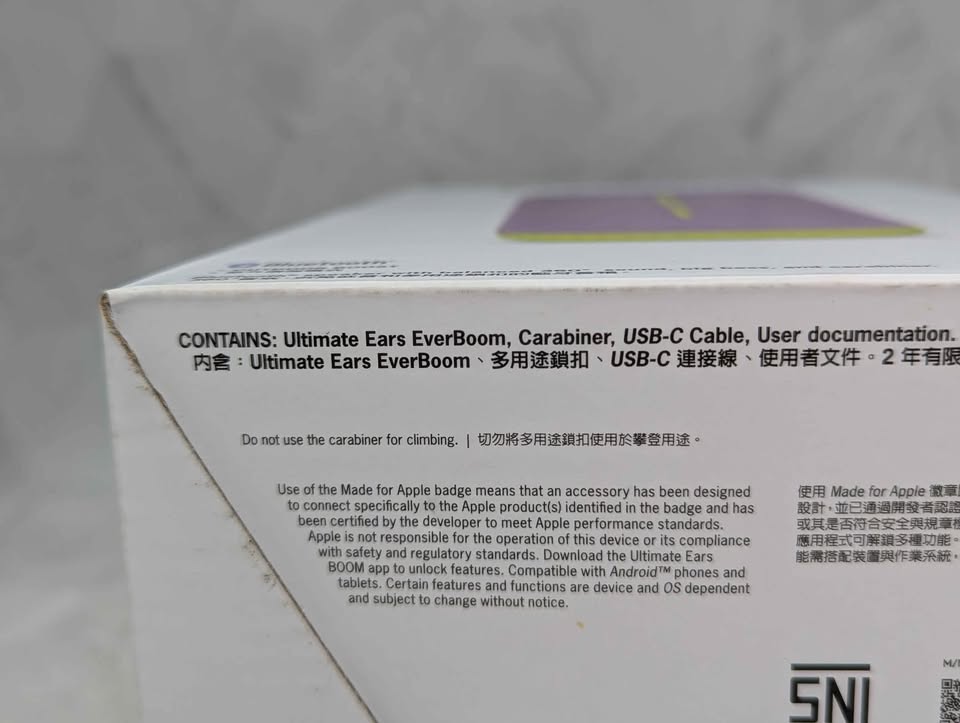 Bluetooth
CONTAINS: Ultimate Ears EverBoom, Carabiner, USB-C Cable, User documentation.
內含：Ultimate Ears EverBoom、多用途鎖扣、USB-C 連接線、使用者文件。2 年有限
Do not use the carabiner for climbing. | 切勿將多用途鎖扣使用於攀登用途。
Use of the Made for Apple badge means that an accessory has been designed
to connect specifically to the Apple product(s) identified in the badge and has
been certified by the developer to meet Apple performance standards.
Apple is not responsible for the operation of this device or its compliance
with safety and regulatory standards. Download the Ultimate Ears
BOOM app to unlock features. Compatible with Android™ phones and
tablets. Certain features and functions are device and OS dependent
and subject to change without notice.
使用 Made for Apple 徽章
設計，並已通過開發者認證
或其是否符合安全與規章標
應用程式可解鎖多種功能。
能需搭配裝置與作業系統，
SNI
M/